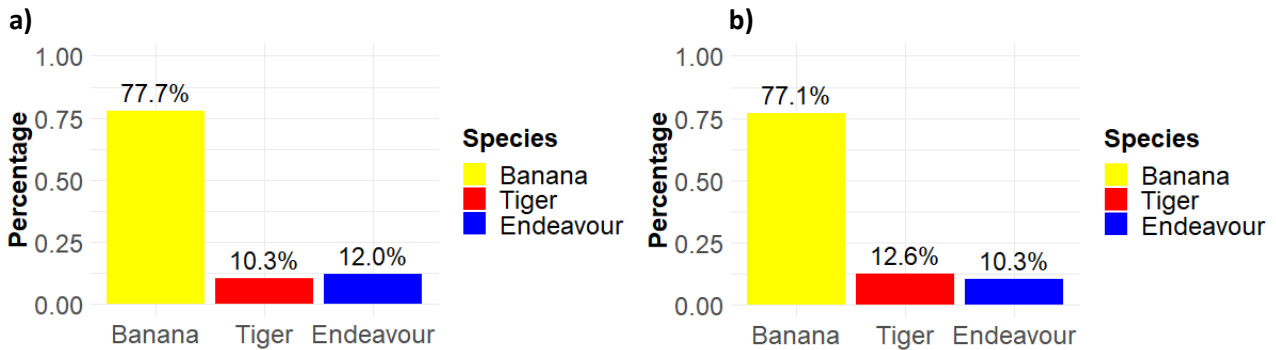 a)
Percentage
1.00
0.75
0.50
0.25
0.00
77.7%
10.3%
12.0%
Banana
Tiger
Endeavour
Species
Banana
Tiger
Endeavour
b)
Percentage
1.00
0.75
0.50
0.25
0.00
77.1%
12.6%
10.3%
Banana
Tiger
Endeavour
Species
Banana
Tiger
Endeavour